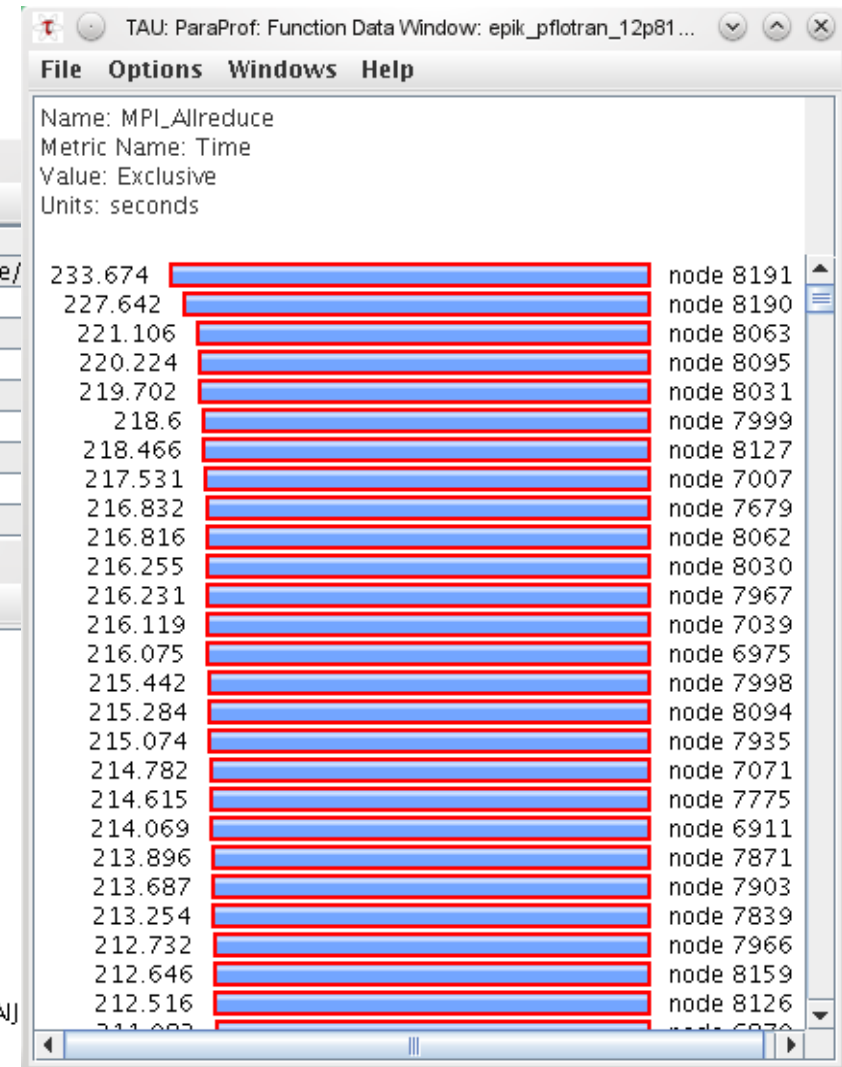 TAU: ParaProf: Function Data Window: epik_pflotran_12p81...
File Options Windows Help
Name: MPI_Allreduce
Metric Name: Time
Value: Exclusive
Units: seconds
e/
233.674 node 8191
227.642 node 8190
221.106 node 8063
220.224 node 8095
219.702 node 8031
218.6 node 7999
218.466 node 8127
217.531 node 7007
216.832 node 7679
216.816 node 8062
216.255 node 8030
216.231 node 7967
216.119 node 7039
216.075 node 6975
215.442 node 7998
215.284 node 8094
215.074 node 7935
214.782 node 7071
214.615 node 7775
214.069 node 6911
213.896 node 7871
213.687 node 7903
213.254 node 7839
212.732 node 7966
212.646 node 8159
212.516 node 8126